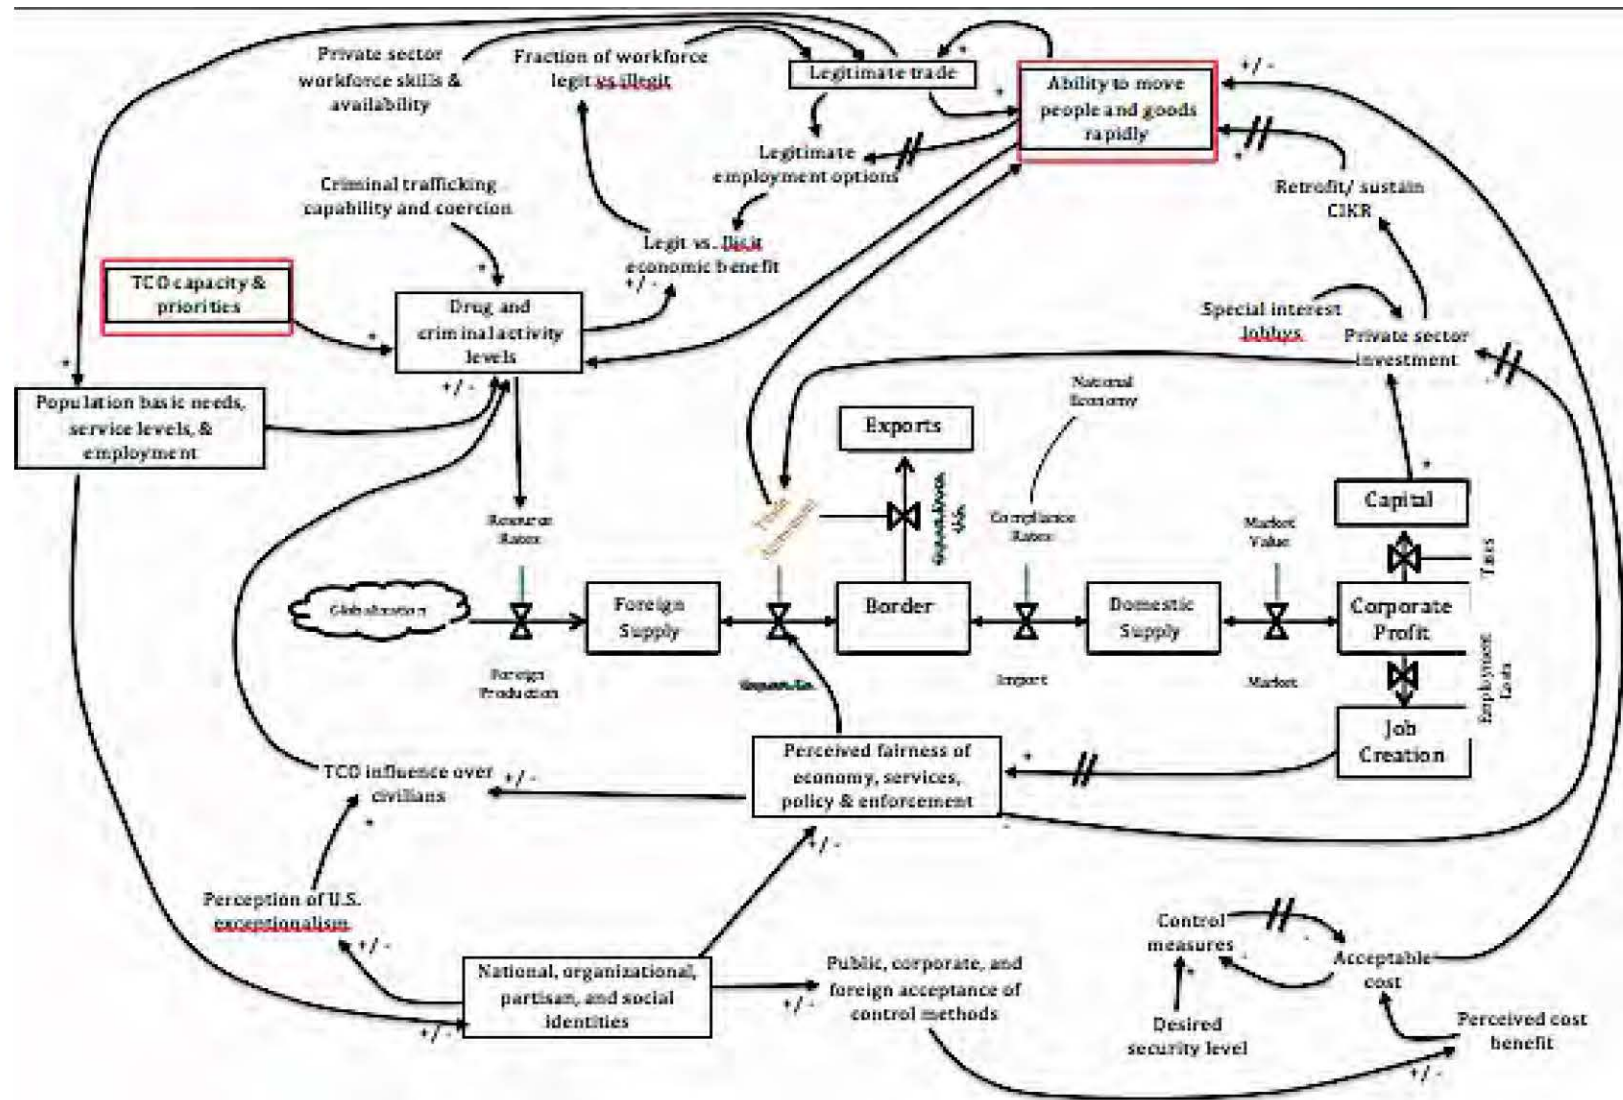 Private sector
workforce skills &
availability
Fraction of workforce
legit vs illegit
Legitimate trade
+/-
Ability to move
people and goods
rapidly
Legitimate
employment options
Retrofit/ sustain
CIKR
Criminal trafficking
capability and coercion
Legit vs. Ilicit
economic benefit
+/-
TCO capacity &
priorities
Drug and
criminal activity
levels
+/-
Special interest
lobbys
Private sector
investment
National
Economy
Population basic needs,
service levels, &
employment
Exports
Capital
Resource
Rates
Compliance
Rates
Market
Value
Taxes
Globalization
Foreign
Supply
Border
Domestic
Supply
Corporate
Profit
Foreign
Production
Import
Market
Employment
Costs
Job
Creation
Perceived fairness of
economy, services,
policy & enforcement
TCO influence over
civilians
+/-
+/-
Perception of U.S.
exceptionalism
+/-
National, organizational,
partisan, and social
identities
+/-
Public, corporate, and
foreign acceptance of
control methods
+/-
Control
measures
Acceptable
cost
Desired
security level
Perceived cost
benefit
+/-